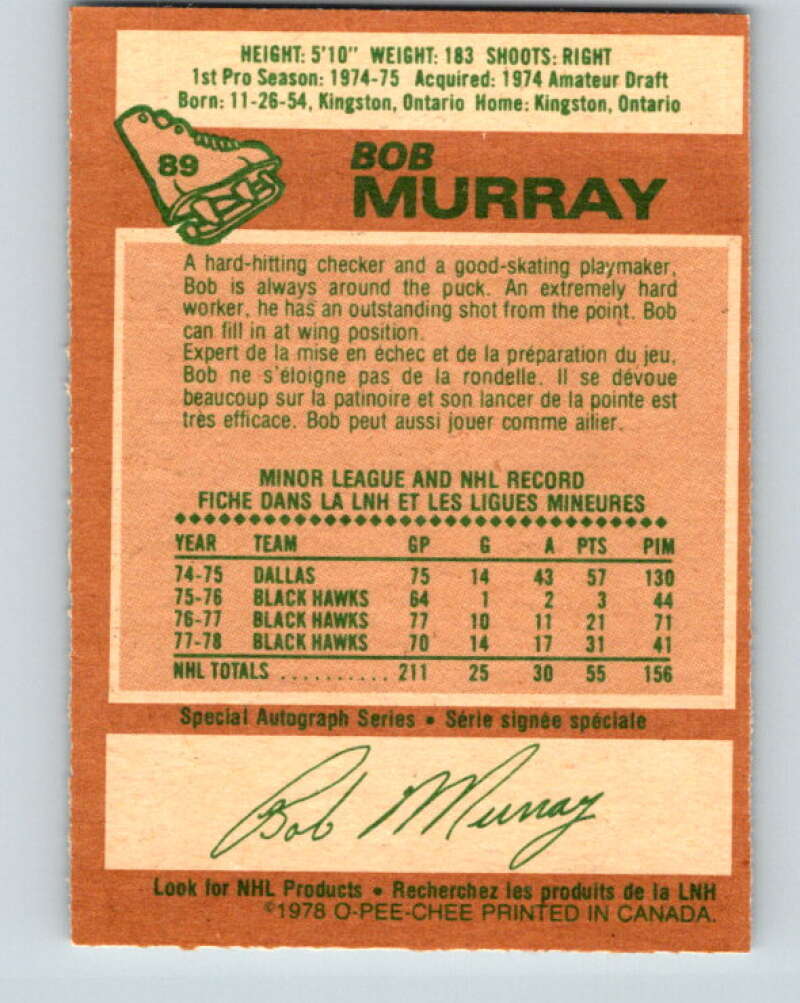 HEIGHT: 5'10" WEIGHT: 183 SHOOTS: RIGHT
1st Pro Season: 1974-75 Acquired: 1974 Amateur Draft
Born: 11-26-54, Kingston, Ontario Home: Kingston, Ontario
89
BOB
MURRAY
A hard-hitting checker and a good-skating playmaker,
Bob is always around the puck. An extremely hard
worker, he has an outstanding shot from the point. Bob
can fill in at wing position.
Expert de la mise en échec et de la préparation du jeu,
Bob ne s'éloigne pas de la rondelle. Il se dévoue
beaucoup sur la patinoire et son lancer de la pointe est
très efficace. Bob peut aussi jouer comme ailier.
MINOR LEAGUE AND NHL RECORD
FICHE DANS LA LNH ET LES LIGUES MINEURES
YEAR TEAM GP G A PTS PIM
74-75 DALLAS 75 14 43 57 130
75-76 BLACK HAWKS 64 1 2 3 44
76-77 BLACK HAWKS 77 10 11 21 71
77-78 BLACK HAWKS 70 14 17 31 41
NHL TOTALS .......... 211 25 30 55 156
Special Autograph Series • Série signée spéciale
Bob Murray
Look for NHL Products • Recherchez les produits de la LNH
©1978 O-PEE-CHEE PRINTED IN CANADA.